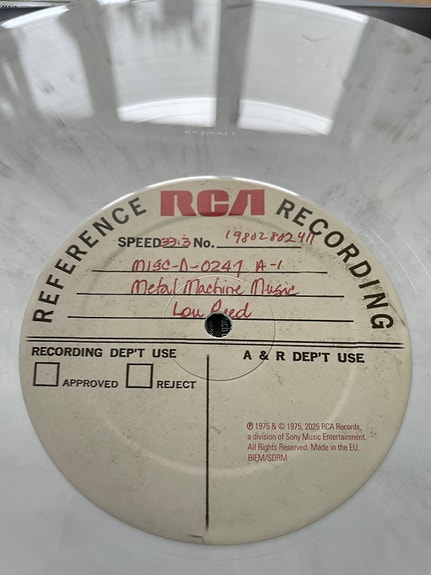 REFERENCE RCA RECORDING
SPEED 33.3 No. 19802802411
MISC-A-0247 A-1
Metal Machine Music
Lou Reed
RECORDING DEP'T USE
A & R DEP'T USE
APPROVED REJECT
℗ 1975 & © 1975, 2025 RCA Records,
a division of Sony Music Entertainment.
All Rights Reserved. Made in the EU.
BIEM/SDRM